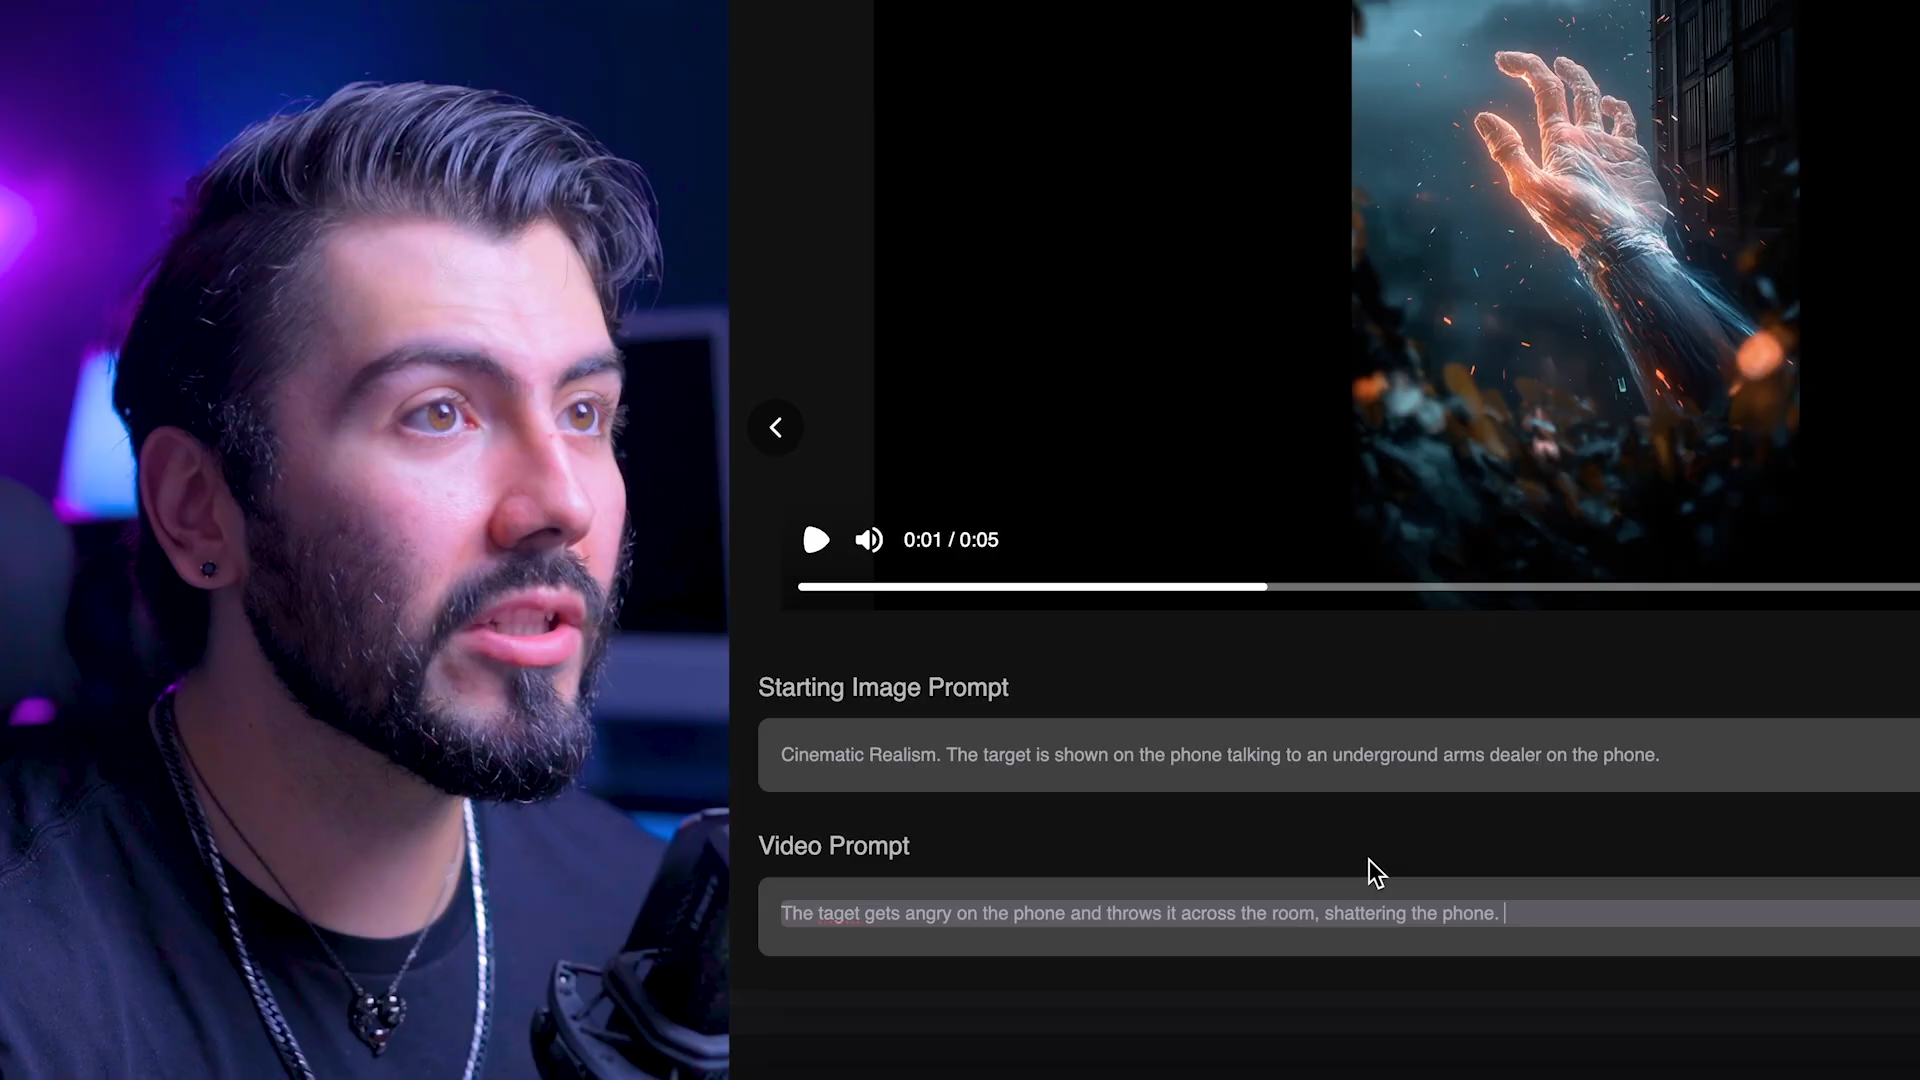 0:01 / 0:05
Starting Image Prompt
Cinematic Realism. The target is shown on the phone talking to an underground arms dealer on the phone.
Video Prompt
The taget gets angry on the phone and throws it across the room, shattering the phone.